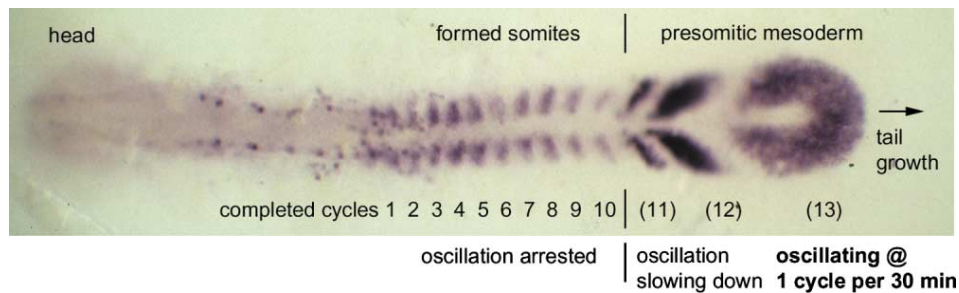 head
formed somites
presomitic mesoderm
tail
growth
completed cycles 1 2 3 4 5 6 7 8 9 10 (11) (12) (13)
oscillation arrested
oscillation
slowing down
oscillating @
1 cycle per 30 min